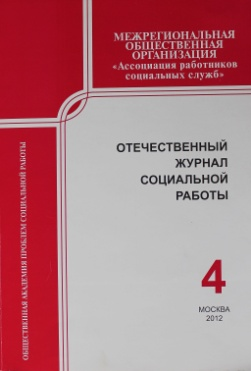 МЕЖРЕГИОНАЛЬНАЯ
ОБЩЕСТВЕННАЯ
ОРГАНИЗАЦИЯ
«Ассоциация работников
социальных служб»
ОТЕЧЕСТВЕННЫЙ
ЖУРНАЛ
СОЦИАЛЬНОЙ
РАБОТЫ
4
МОСКВА
2012
ОБЩЕСТВЕННАЯ АКАДЕМИЯ ПРОБЛЕМ СОЦИАЛЬНОЙ РАБОТЫ